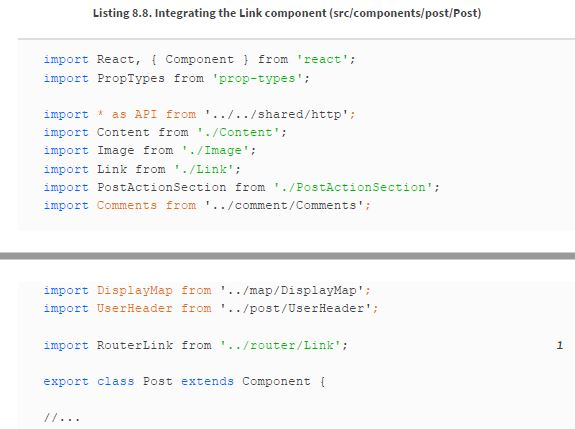 Listing 8.8. Integrating the Link component (src/components/post/Post)
import React, { Component } from 'react';
import PropTypes from 'prop-types';
import * as API from '../../shared/http';
import Content from './Content';
import Image from './Image';
import Link from './Link';
import PostActionSection from './PostActionSection';
import Comments from '../comment/Comments';
import DisplayMap from '../map/DisplayMap';
import UserHeader from '../post/UserHeader';
import RouterLink from '../router/Link'; 1
export class Post extends Component {
//...